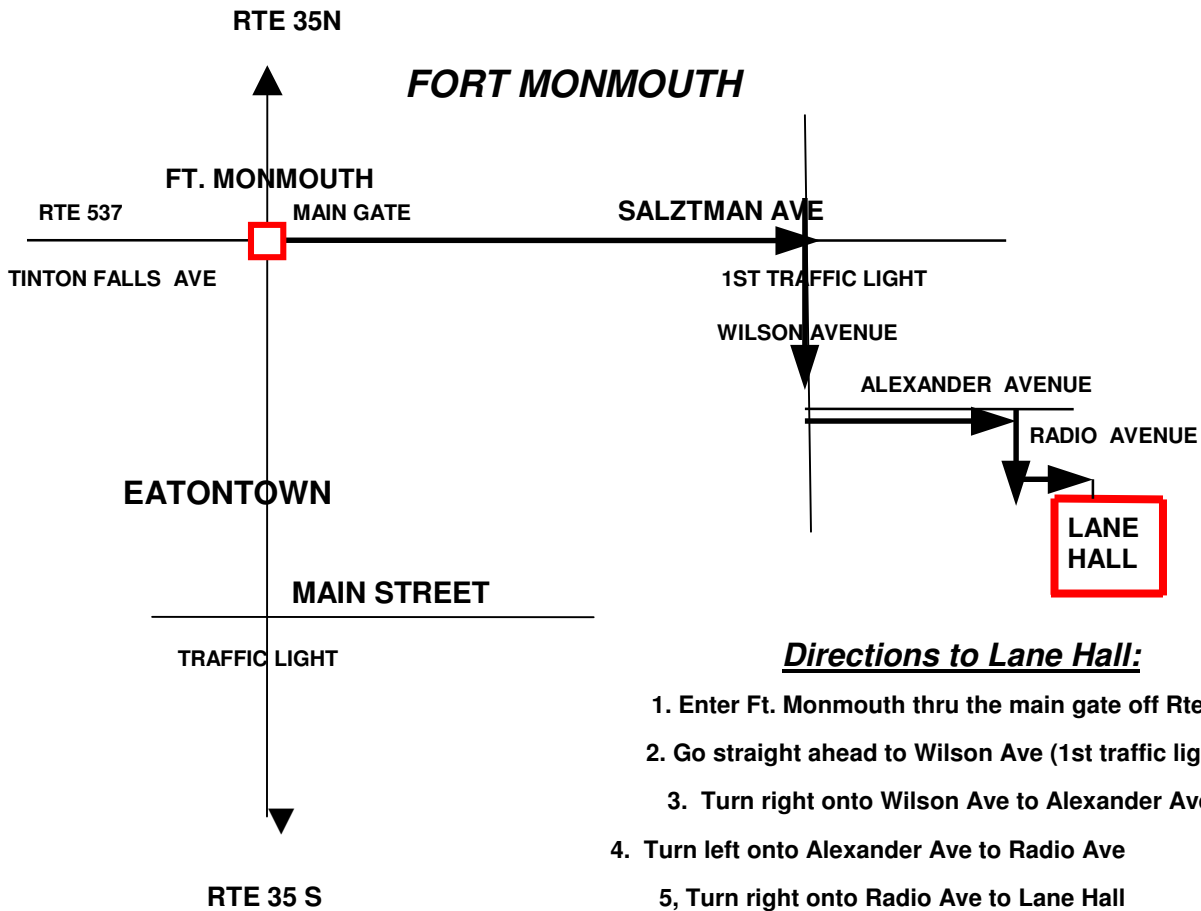 RTE 35N
FORT MONMOUTH
FT. MONMOUTH
RTE 537
MAIN GATE
SALZTMAN AVE
TINTON FALLS AVE
1ST TRAFFIC LIGHT
WILSON AVENUE
ALEXANDER AVENUE
RADIO AVENUE
EATONTOWN
LANE
HALL
MAIN STREET
TRAFFIC LIGHT
Directions to Lane Hall:
1. Enter Ft. Monmouth thru the main gate off Rte
2. Go straight ahead to Wilson Ave (1st traffic lig
3. Turn right onto Wilson Ave to Alexander Ave
4. Turn left onto Alexander Ave to Radio Ave
RTE 35 S
5, Turn right onto Radio Ave to Lane Hall